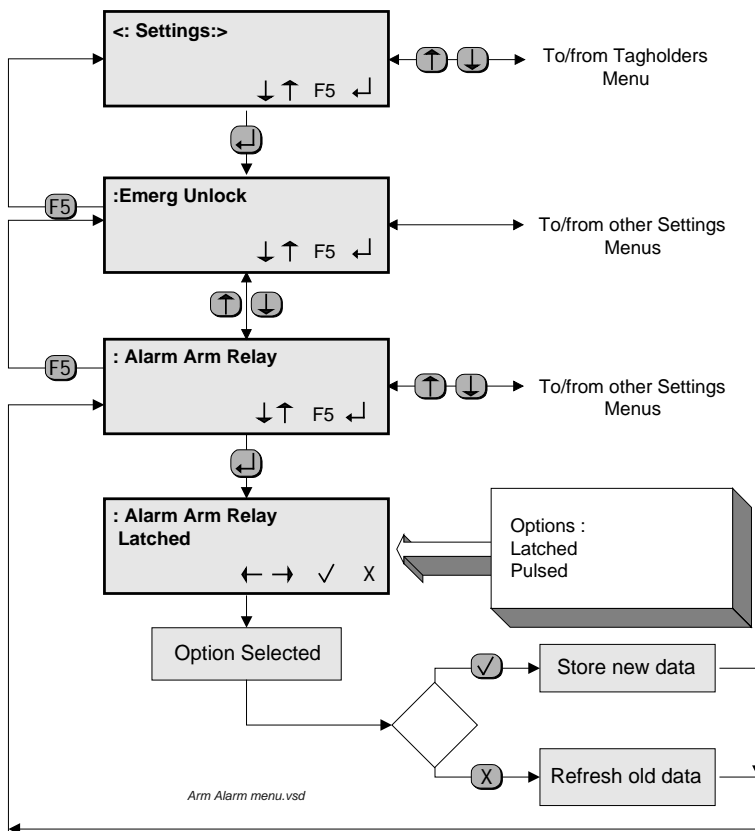 <: Settings:>
↓ ↑ F5 ↵
↑ ↓
To/from Tagholders
Menu
↵
F5
:Emerg Unlock
↓ ↑ F5 ↵
To/from other Settings
Menus
↑ ↓
F5
: Alarm Arm Relay
↓ ↑ F5 ↵
↑ ↓
To/from other Settings
Menus
↵
: Alarm Arm Relay
Latched
← → √ X
Options :
Latched
Pulsed
Option Selected
√
Store new data
X
Refresh old data
Arm Alarm menu.vsd